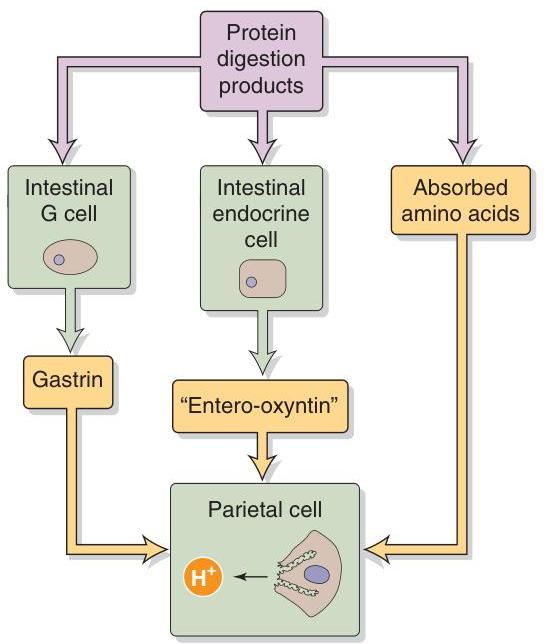 Protein
digestion
products
Intestinal
G cell
Intestinal
endocrine
cell
Absorbed
amino acids
Gastrin
“Entero-oxyntin”
Parietal cell
H+